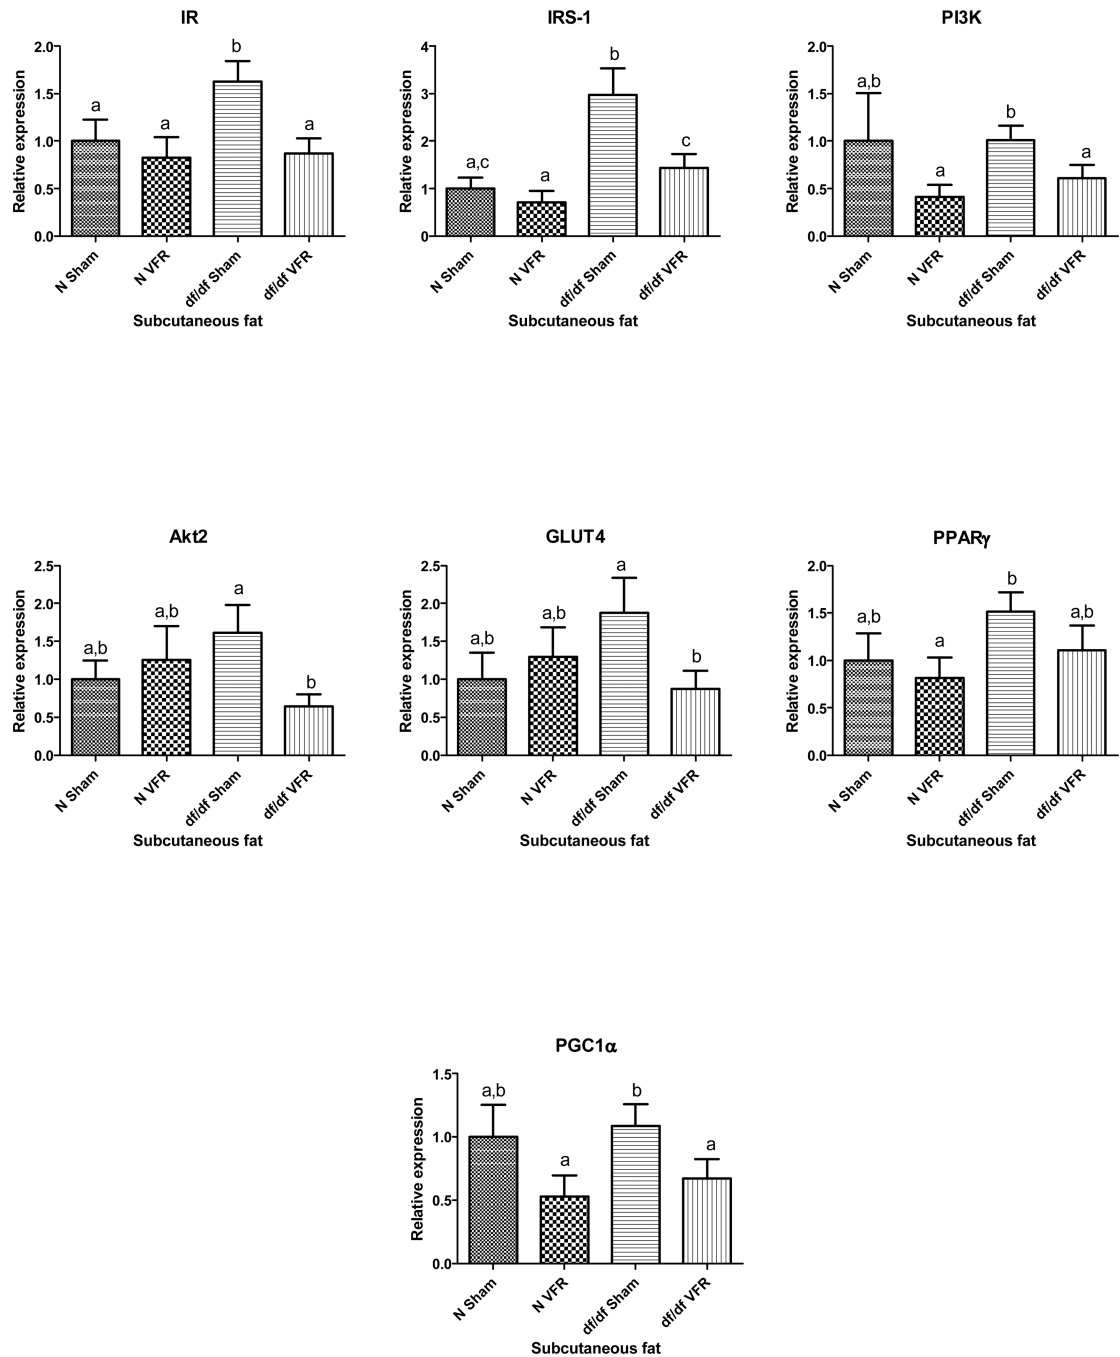 IR
2.0
1.5
1.0
0.5
0.0
Relative expression
a
a
b
a
N Sham
N VFR
df/df Sham
df/df VFR
Subcutaneous fat
IRS-1
4
3
2
1
0
Relative expression
a,c
a
b
c
N Sham
N VFR
df/df Sham
df/df VFR
Subcutaneous fat
PI3K
2.0
1.5
1.0
0.5
0.0
Relative expression
a,b
a
b
a
N Sham
N VFR
df/df Sham
df/df VFR
Subcutaneous fat
Akt2
2.5
2.0
1.5
1.0
0.5
0.0
Relative expression
a,b
a,b
a
b
N Sham
N VFR
df/df Sham
df/df VFR
Subcutaneous fat
GLUT4
2.5
2.0
1.5
1.0
0.5
0.0
Relative expression
a,b
a,b
a
b
N Sham
N VFR
df/df Sham
df/df VFR
Subcutaneous fat
PPARγ
2.0
1.5
1.0
0.5
0.0
Relative expression
a,b
a
b
a,b
N Sham
N VFR
df/df Sham
df/df VFR
Subcutaneous fat
PGC1α
1.5
1.0
0.5
0.0
Relative expression
a,b
a
b
a
N Sham
N VFR
df/df Sham
df/df VFR
Subcutaneous fat